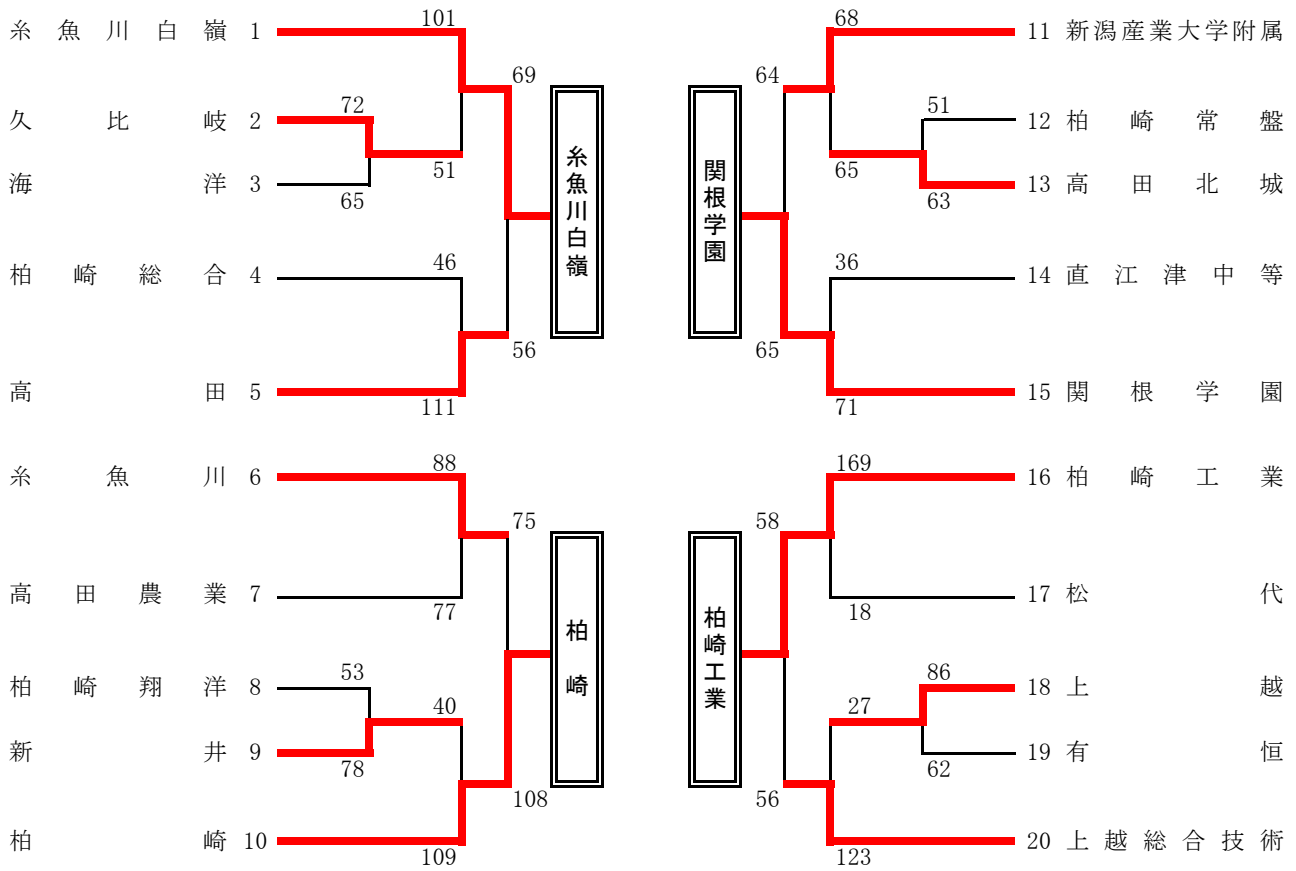 糸魚川白嶺 1
101
久比岐 2
72
海洋 3
65
51
69
柏崎総合 4
46
高田 5
111
56
糸魚川白嶺
糸魚川 6
88
高田農業 7
77
75
柏崎翔洋 8
53
新井 9
78
40
柏崎 10
109
108
柏崎
68
11 新潟産業大学附属
64
51
12 柏崎常盤
65
63
13 高田北城
36
14 直江津中等
65
71
15 関根学園
関根学園
169
16 柏崎工業
58
18
17 松代
86
18 上越
27
62
19 有恒
56
123
20 上越総合技術
柏崎工業